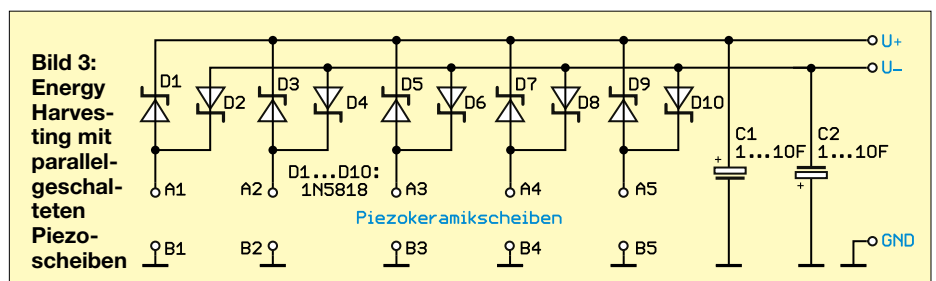 Bild 3:
Energy
Harves-
ting mit
parallel-
geschal-
teten
Piezo-
scheiben
U+
U–
D1
D2
D3
D4
D5
D6
D7
D8
D9
D10
C1
1...10F
+
C2
1...10F
+
D1...D10:
1N5818
A1
A2
A3
A4
A5
Piezokeramikscheiben
B1
B2
B3
B4
B5
GND